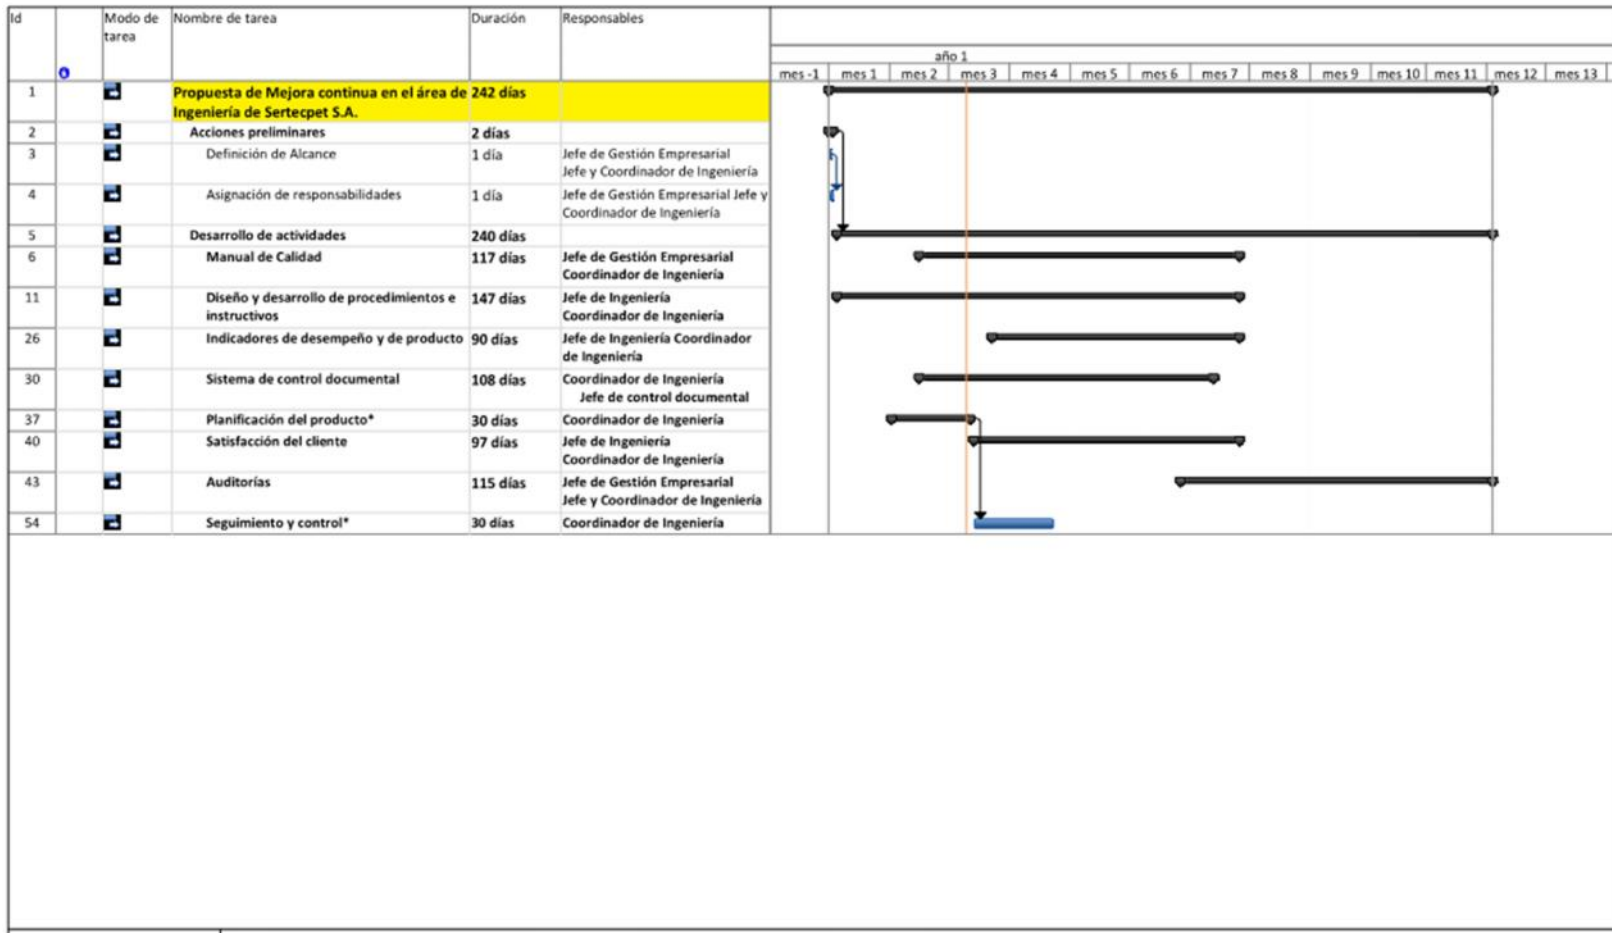 Id
Modo de
tarea
Nombre de tarea
Duración
Responsables
año 1
mes -1 mes 1 mes 2 mes 3 mes 4 mes 5 mes 6 mes 7 mes 8 mes 9 mes 10 mes 11 mes 12 mes 13
1 Propuesta de Mejora continua en el área de 242 días
Ingeniería de Sertecpet S.A.
2 Acciones preliminares 2 días
3 Definición de Alcance 1 día Jefe de Gestión Empresarial
Jefe y Coordinador de Ingeniería
4 Asignación de responsabilidades 1 día Jefe de Gestión Empresarial Jefe y
Coordinador de Ingeniería
5 Desarrollo de actividades 240 días
6 Manual de Calidad 117 días Jefe de Gestión Empresarial
Coordinador de Ingeniería
11 Diseño y desarrollo de procedimientos e 147 días Jefe de Ingeniería
instructivos Coordinador de Ingeniería
26 Indicadores de desempeño y de producto 90 días Jefe de Ingeniería Coordinador
de Ingeniería
30 Sistema de control documental 108 días Coordinador de Ingeniería
Jefe de control documental
37 Planificación del producto* 30 días Coordinador de Ingeniería
40 Satisfacción del cliente 97 días Jefe de Ingeniería
Coordinador de Ingeniería
43 Auditorías 115 días Jefe de Gestión Empresarial
Jefe y Coordinador de Ingeniería
54 Seguimiento y control* 30 días Coordinador de Ingeniería